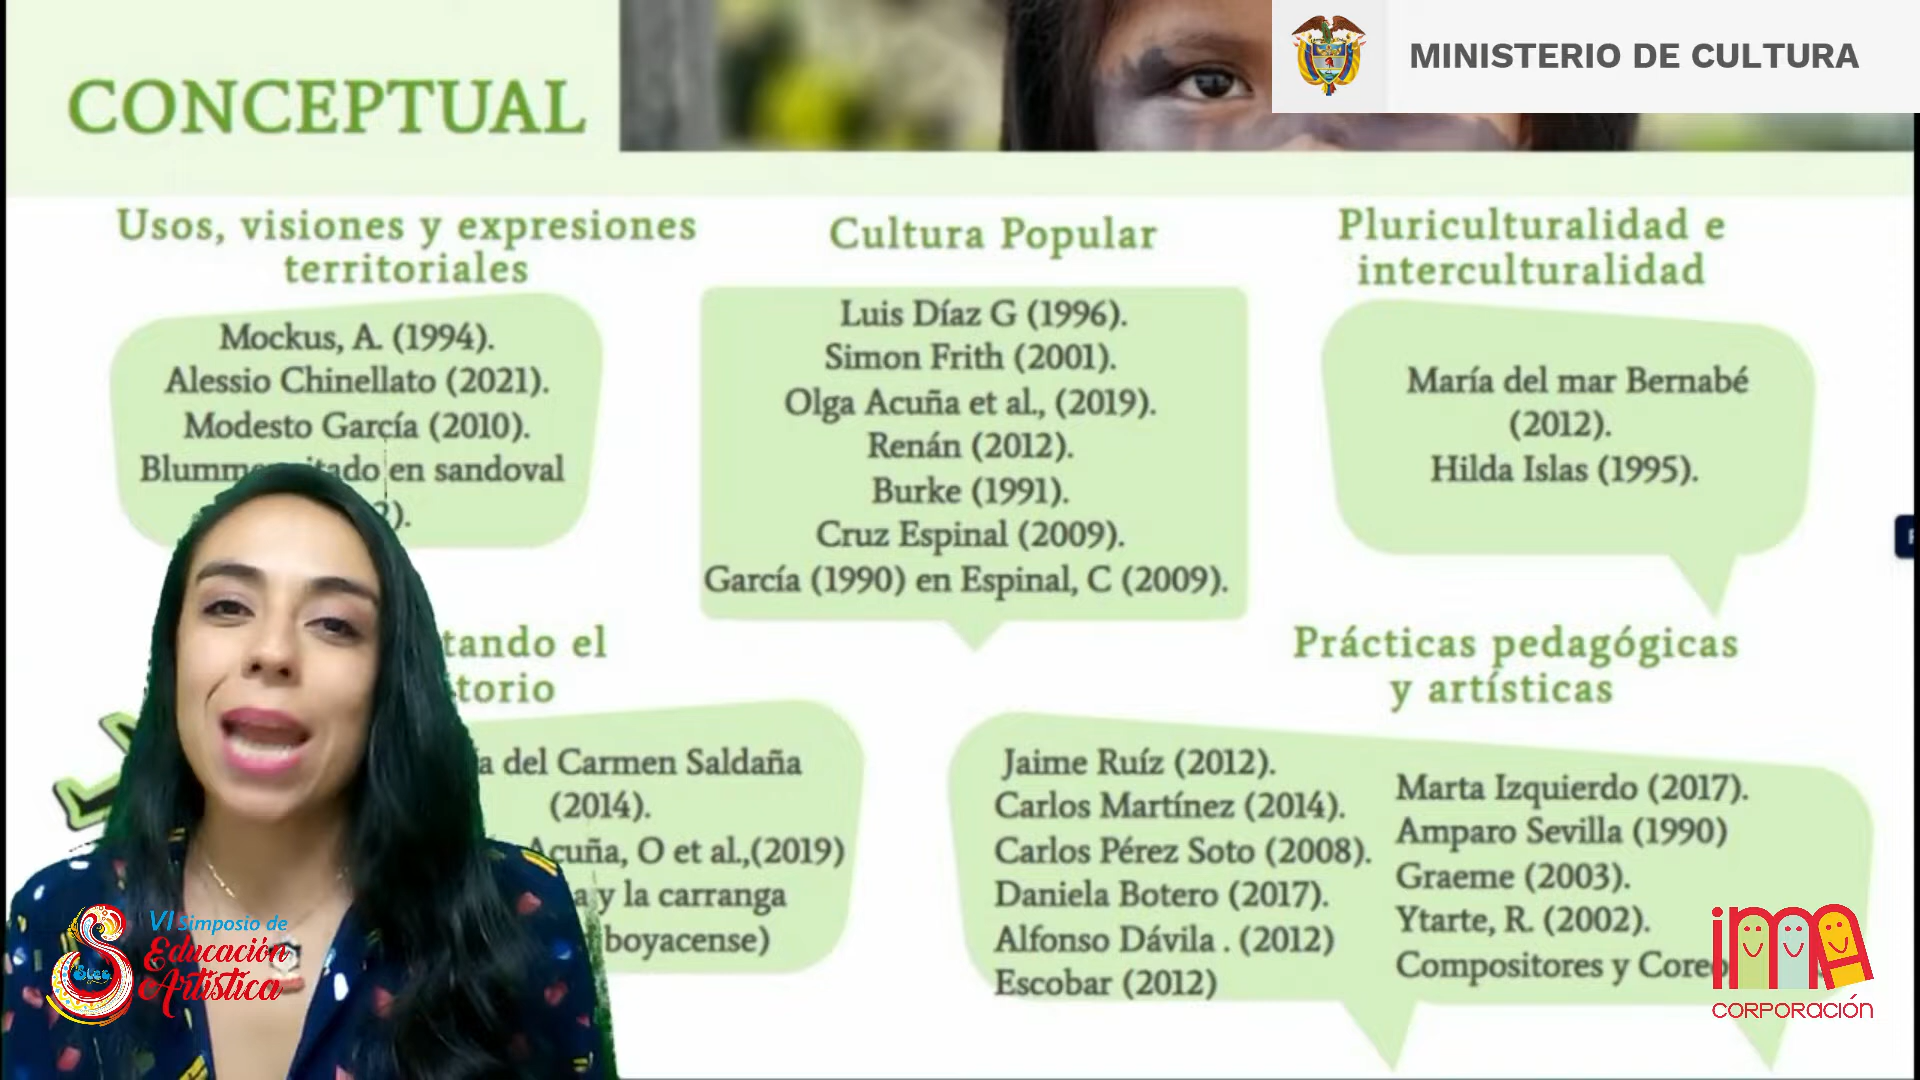 MINISTERIO DE CULTURA
CONCEPTUAL
Usos, visiones y expresiones
territoriales
Mockus, A. (1994).
Alessio Chinellato (2021).
Modesto García (2010).
en sandoval
Cultura Popular
Luis Díaz G (1996).
Simon Frith (2001).
Olga Acuña et al., (2019).
Renán (2012).
Burke (1991).
Cruz Espinal (2009).
García (1990) en Espinal, C (2009).
Pluriculturalidad e
interculturalidad
María del mar Bernabé
(2012).
Hilda Islas (1995).
tando el
torio
a del Carmen Saldaña
(2014).
Acuña, O et al.,(2019)
a y la carranga
boyacense)
Prácticas pedagógicas
y artísticas
Jaime Ruíz (2012).
Carlos Martínez (2014).
Carlos Pérez Soto (2008).
Daniela Botero (2017).
Alfonso Dávila . (2012)
Escobar (2012)
Marta Izquierdo (2017).
Amparo Sevilla (1990)
Graeme (2003).
Ytarte, R. (2002).
Compositores y Coreo
VI Simposio de
Educación
Artística
ima
CORPORACIÓN